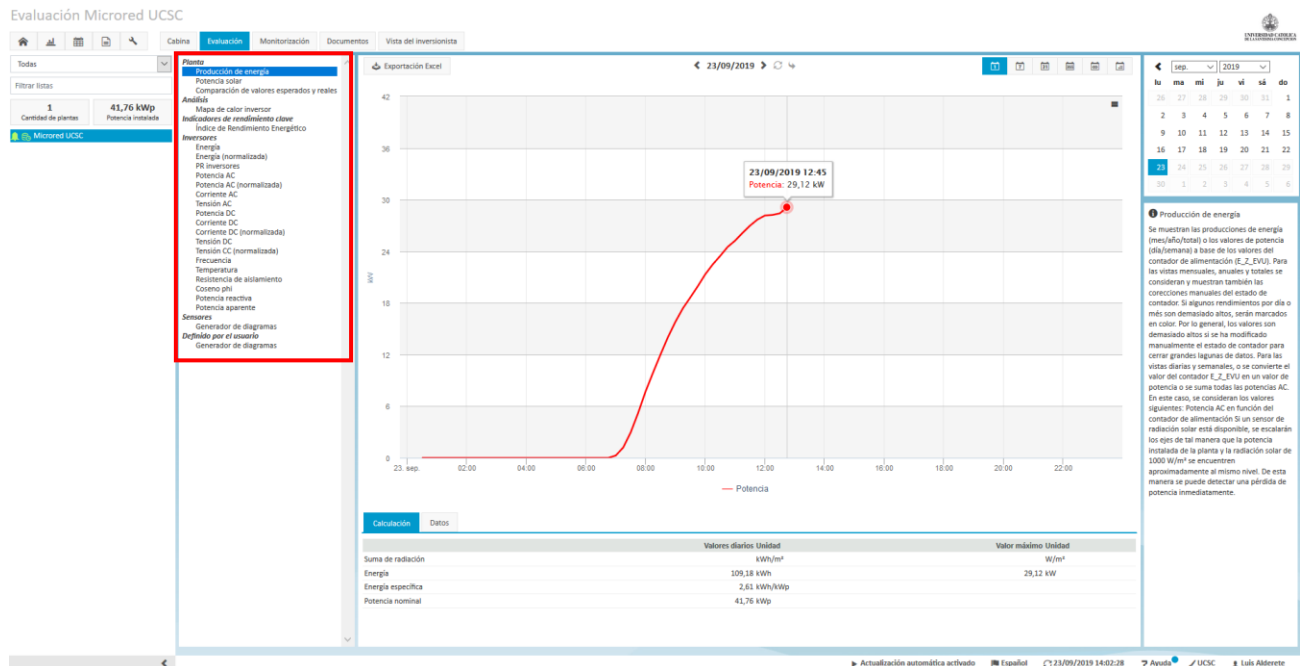 Evaluación Microred UCSC
UNIVERSIDAD CATÓLICA
DE LA SANTÍSIMA CONCEPCIÓN
Cabina Evaluación Monitorización Documentos Vista del inversionista
Todas
Filtrar listas
1 41,76 kWp
Cantidad de plantas Potencia instalada
Microred UCSC
Planta
Producción de energía
Potencia solar
Comparación de valores esperados y reales
Análisis
Mapa de calor inversor
Indicadores de rendimiento clave
Índice de Rendimiento Energético
Inversores
Energía
Energía (normalizada)
PR inversores
Potencia AC
Potencia AC (normalizada)
Corriente AC
Tensión AC
Potencia DC
Corriente DC
Corriente DC (normalizada)
Tensión DC
Tensión CC (normalizada)
Frecuencia
Temperatura
Resistencia de aislamiento
Coseno phi
Potencia reactiva
Potencia aparente
Sensores
Generador de diagramas
Definido por el usuario
Generador de diagramas
Exportación Excel
23/09/2019
42
36
30
24
18
12
6
0
kW
23/09/2019 12:45
Potencia: 29,12 kW
23. sep. 02:00 04:00 06:00 08:00 10:00 12:00 14:00 16:00 18:00 20:00 22:00
Potencia
Calculación Datos
Valores diarios Unidad Valor máximo Unidad
Suma de radiación kWh/m² W/m²
Energía 109,18 kWh 29,12 kW
Energía específica 2,61 kWh/kWp
Potencia nominal 41,76 kWp
sep. 2019
lu ma mi ju vi sá do
26 27 28 29 30 31 1
2 3 4 5 6 7 8
9 10 11 12 13 14 15
16 17 18 19 20 21 22
23 24 25 26 27 28 29
30 1 2 3 4 5 6
Producción de energía
Se muestran las producciones de energía
(mes/año/total) o los valores de potencia
(día/semana) a base de los valores del
contador de alimentación (E_Z_EVU). Para
las vistas mensuales, anuales y totales se
consideran y muestran también las
corecciones manuales del estado de
contador. Si algunos rendimientos por día o
més son demasiado altos, serán marcados
en color. Por lo general, los valores son
demasiado altos si se ha modificado
manualmente el estado de contador para
cerrar grandes lagunas de datos. Para las
vistas diarias y semanales, o se convierte el
valor del contador E_Z_EVU en un valor de
potencia o se suma todas las potencias AC.
En este caso, se consideran los valores
siguientes: Potencia AC en función del
contador de alimentación Si un sensor de
radiación solar está disponible, se escalarán
los ejes de tal manera que la potencia
instalada de la planta y la radiación solar de
1000 W/m² se encuentren
aproximadamente al mismo nivel. De esta
manera se puede detectar una pérdida de
potencia inmediatamente.
Actualización automática activado Español 23/09/2019 14:02:28 Ayuda UCSC Luis Alderete